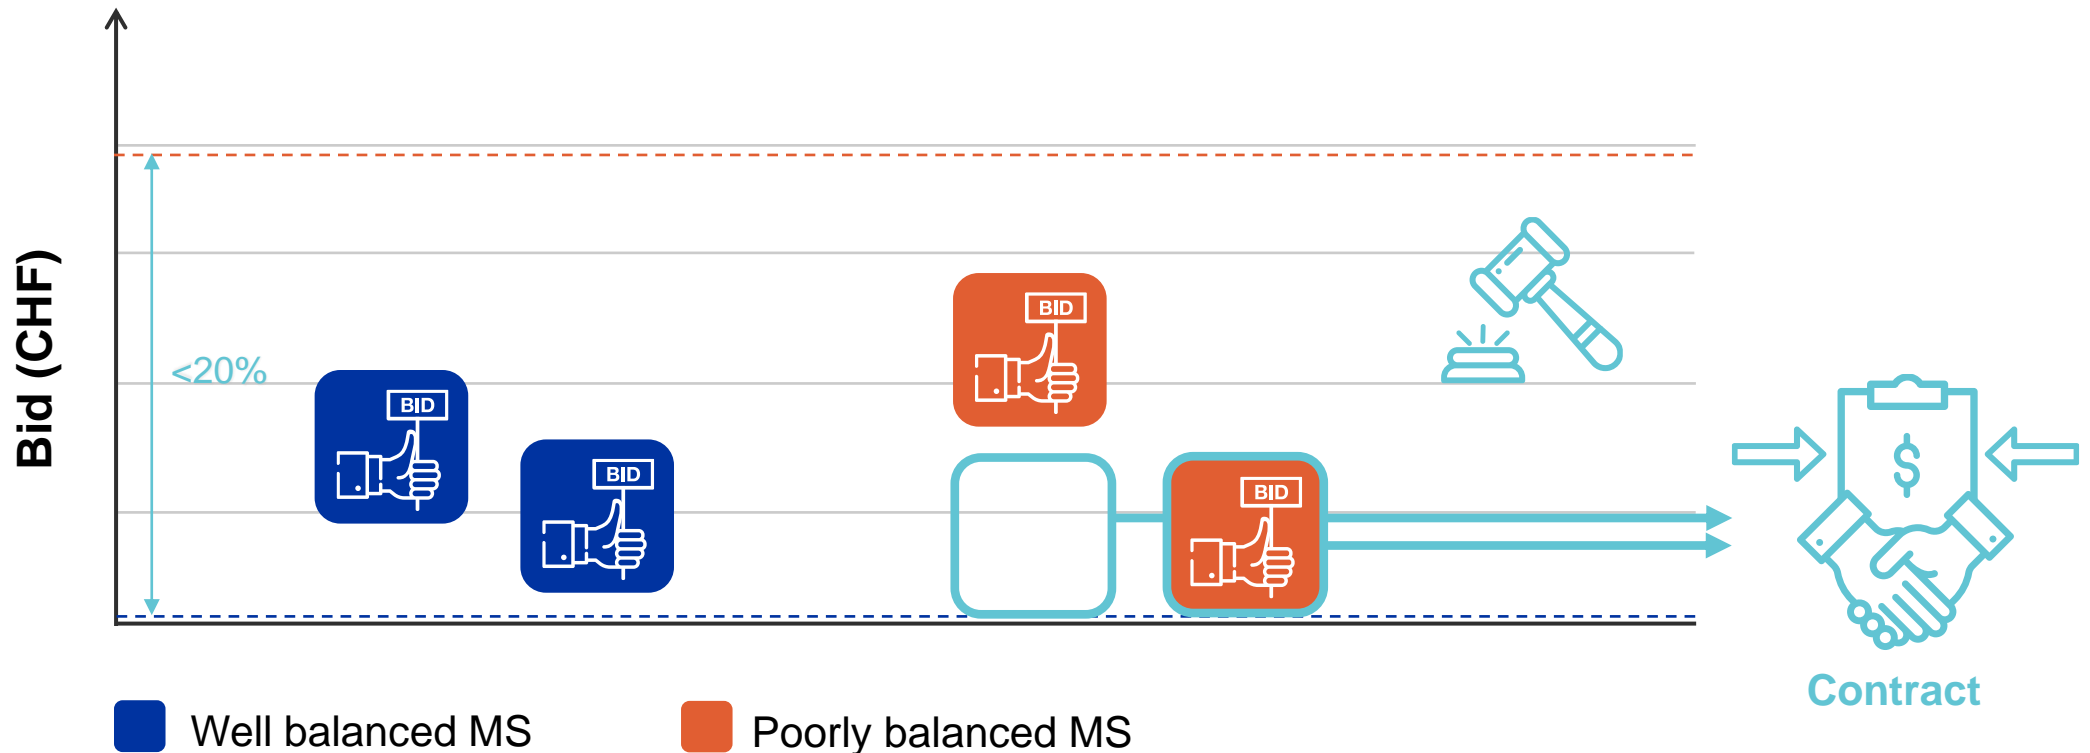 Bid (CHF)
<20%
BID
BID
BID
BID
$
Contract
Well balanced MS
Poorly balanced MS